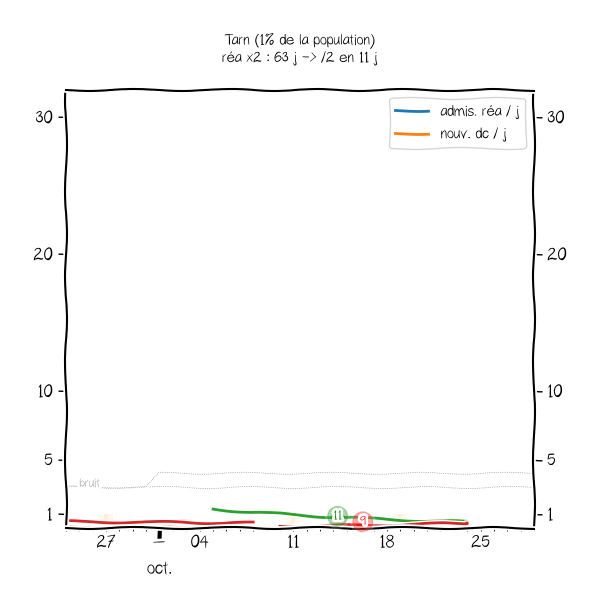 Tarn (1% de la population)
réa x2 : 63 j -> /2 en 11 j
admis. réa / j
nouv. dc / j
30
30
20
20
10
10
5
5
bruit
1
11
9
1
27
04
11
18
25
oct.